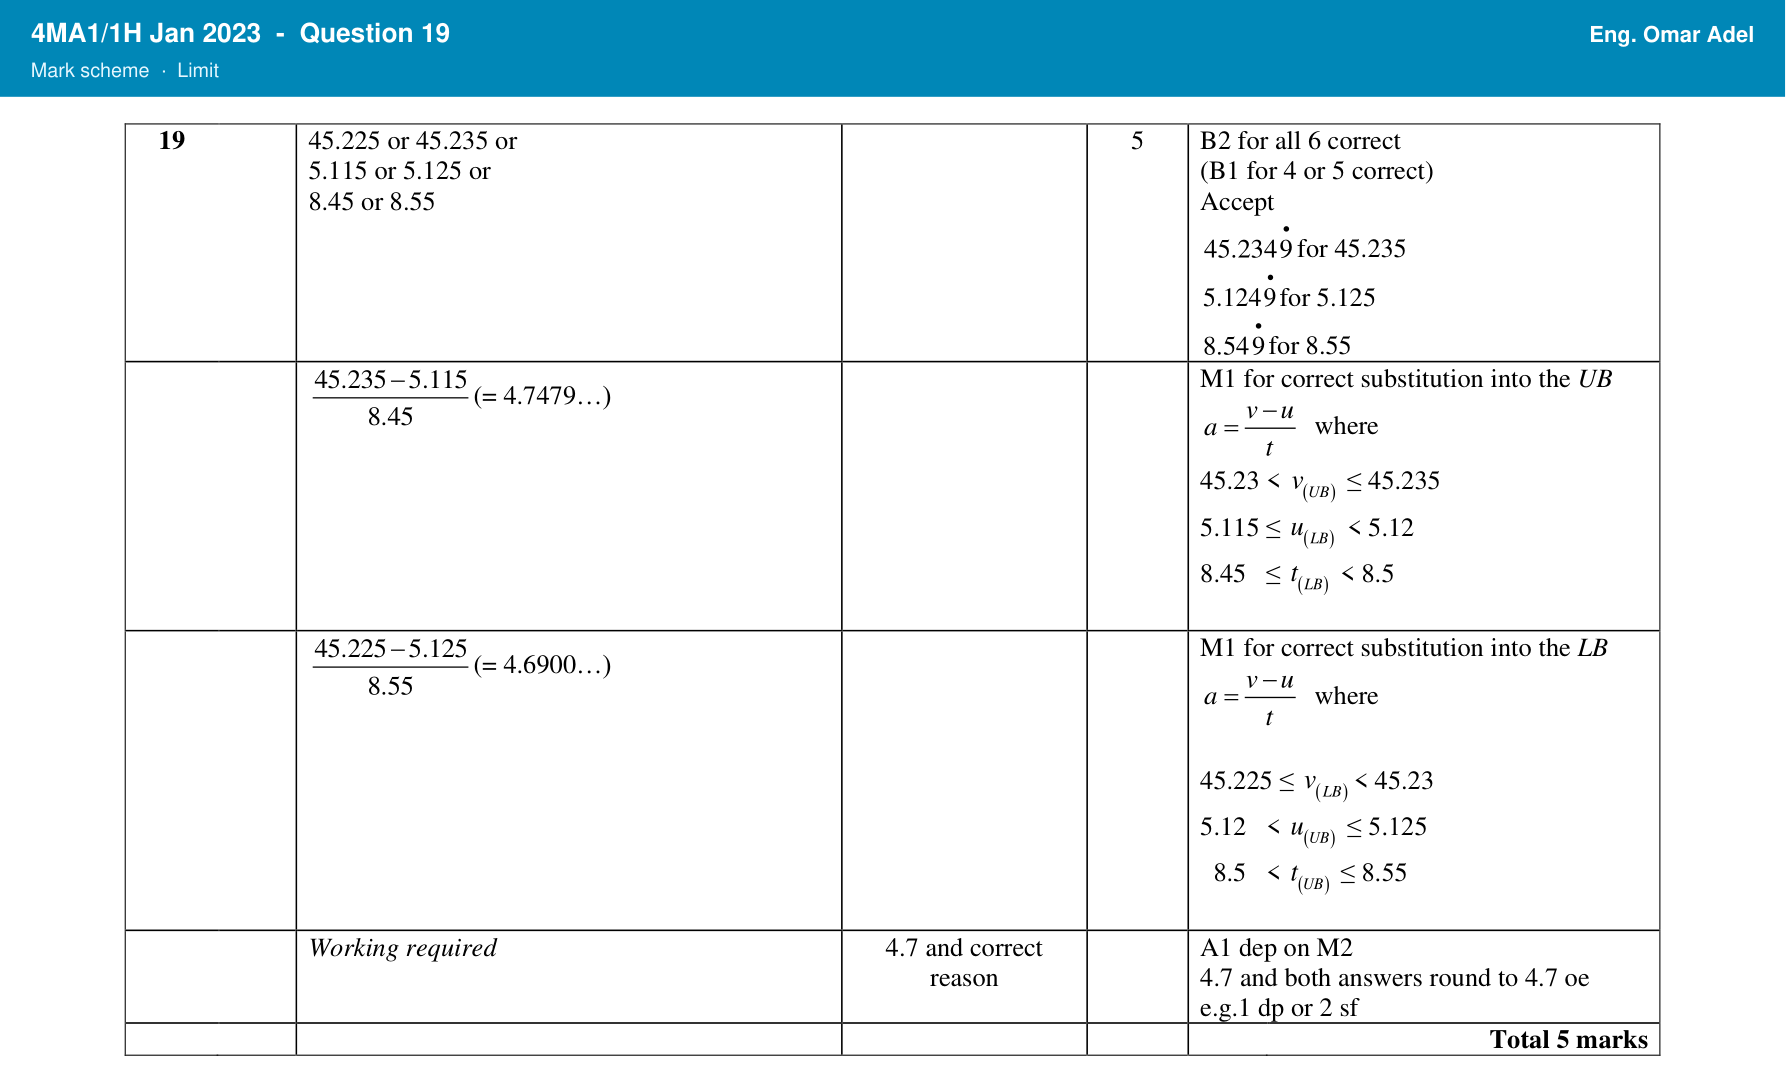 4MA1/1H Jan 2023 - Question 19
Eng. Omar Adel
Mark scheme · Limit
19
45.225 or 45.235 or
5.115 or 5.125 or
8.45 or 8.55
5
B2 for all 6 correct
(B1 for 4 or 5 correct)
Accept
45.2349̇ for 45.235
5.1249̇ for 5.125
8.549̇ for 8.55
45.235 – 5.115
8.45
(= 4.7479…)
M1 for correct substitution into the UB
a = (v – u)/t where
45.23 < v(UB) ≤ 45.235
5.115 ≤ u(LB) < 5.12
8.45 ≤ t(LB) < 8.5
45.225 – 5.125
8.55
(= 4.6900…)
M1 for correct substitution into the LB
a = (v – u)/t where
45.225 ≤ v(LB) < 45.23
5.12 < u(UB) ≤ 5.125
8.5 < t(UB) ≤ 8.55
Working required
4.7 and correct
reason
A1 dep on M2
4.7 and both answers round to 4.7 oe
e.g.1 dp or 2 sf
Total 5 marks